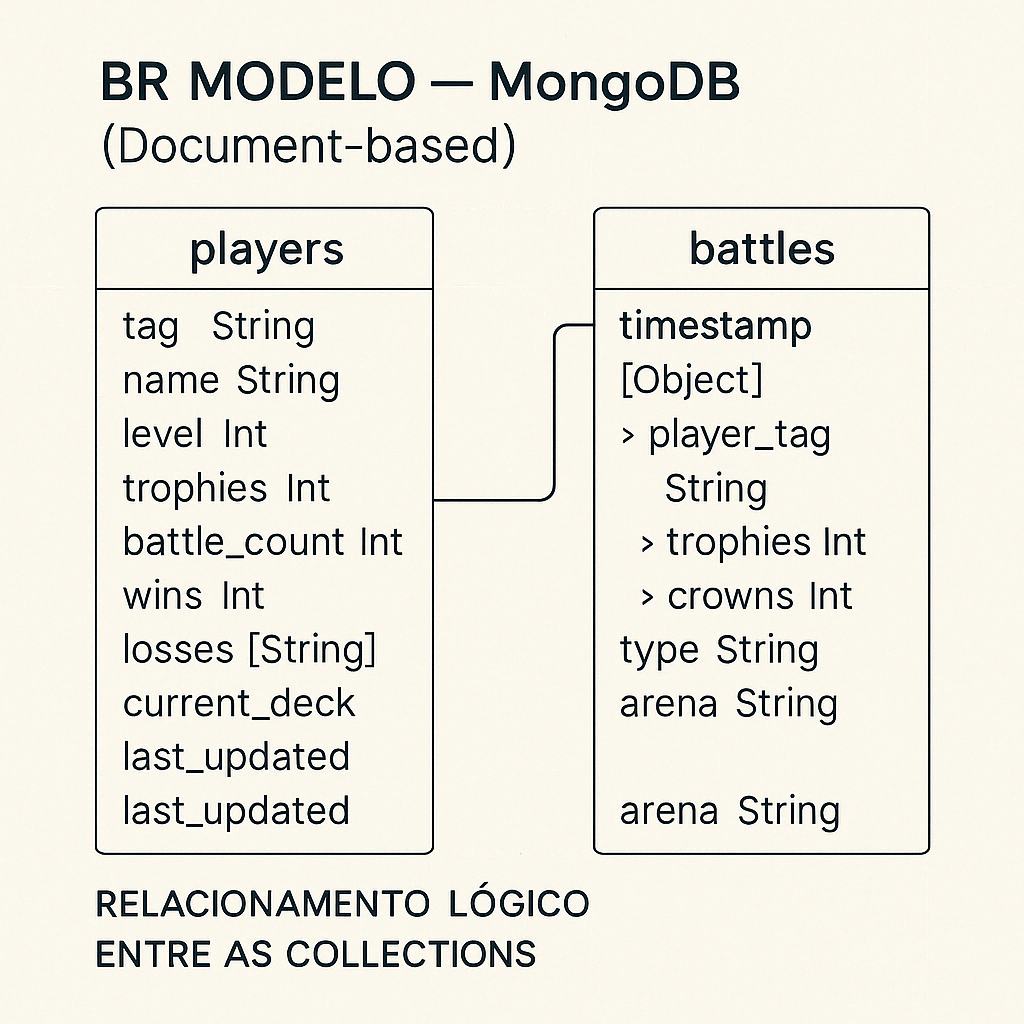 BR MODELO — MongoDB
(Document-based)
players
tag String
name String
level Int
trophies Int
battle_count Int
wins Int
losses [String]
current_deck
last_updated
last_updated
battles
timestamp
[Object]
> player_tag
String
> trophies Int
> crowns Int
type String
arena String
arena String
RELACIONAMENTO LÓGICO
ENTRE AS COLLECTIONS